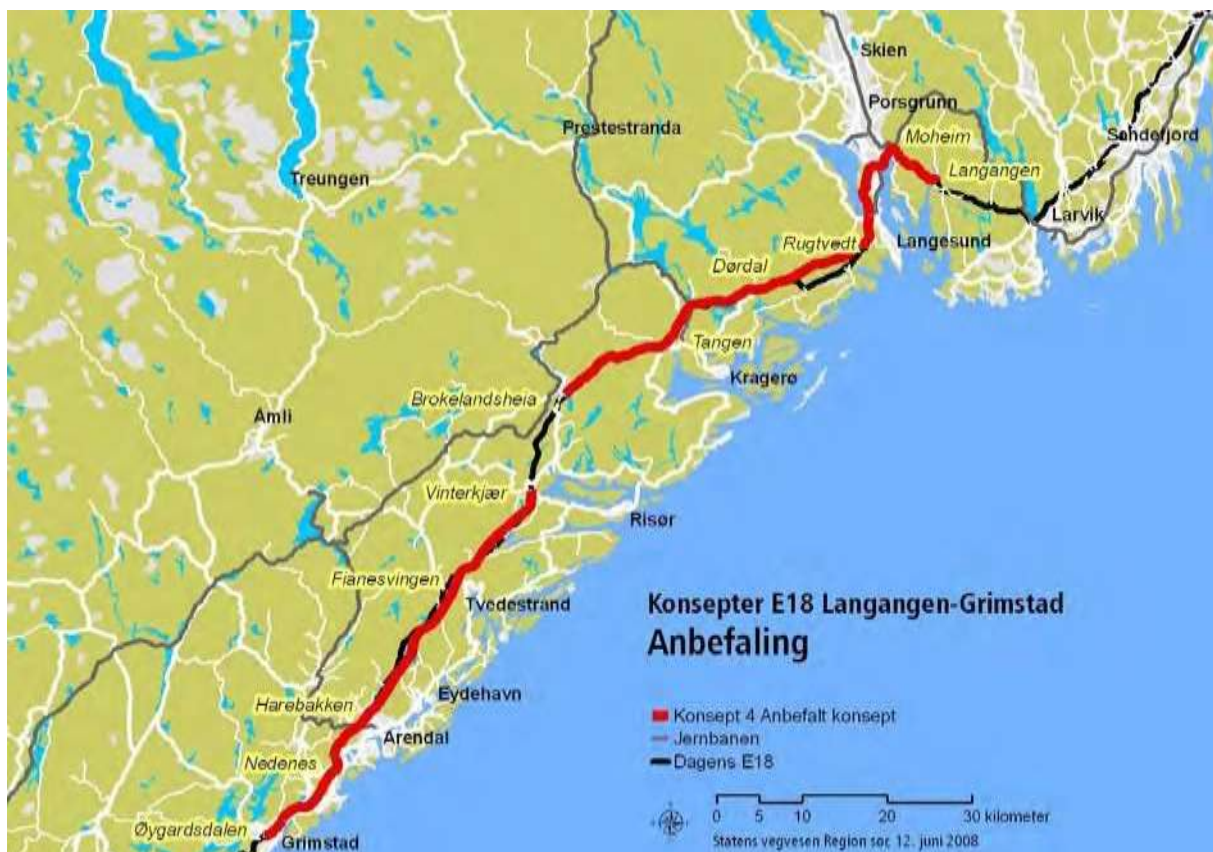 Skien
Porsgrunn
Prestestranda
Moheim
Sandefjord
Treungen
Langangen
Larvik
Rugtvedt
Langesund
Dørdal
Tangen
Kragerø
Brokelandsheia
Åmli
Vinterkjær
Risør
Fianesvingen
Tvedestrand
Konsepter E18 Langangen-Grimstad
Anbefaling
Eydehavn
Harebakken
Konsept 4 Anbefalt konsept
Arendal
Jernbanen
Nedenes
Dagens E18
0 5 10 20 30 kilometer
Øygardsdalen
Grimstad
Statens vegvesen Region sør, 12. juni 2008